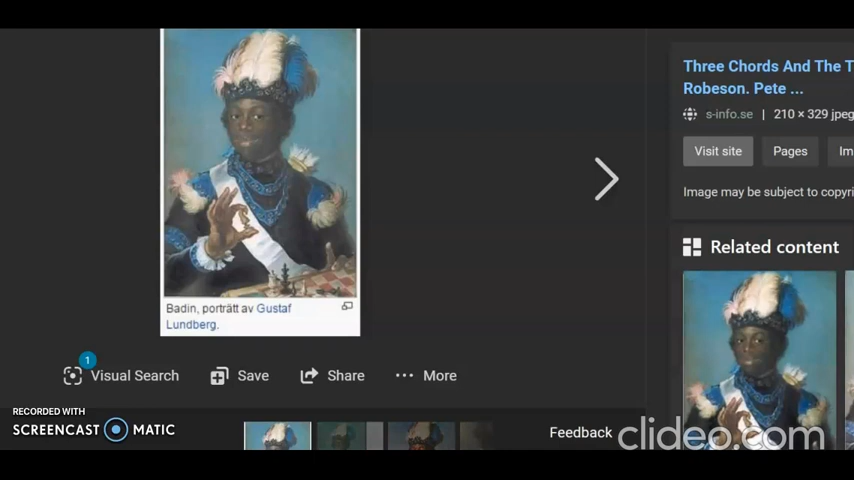 Three Chords And The T
Robeson. Pete ...
s-info.se | 210 × 329 jpeg
Visit site
Pages
Im
Image may be subject to copyri
Related content
Badin, porträtt av Gustaf
Lundberg.
1
Visual Search
Save
Share
More
Feedback
RECORDED WITH
SCREENCAST MATIC
clideo.com